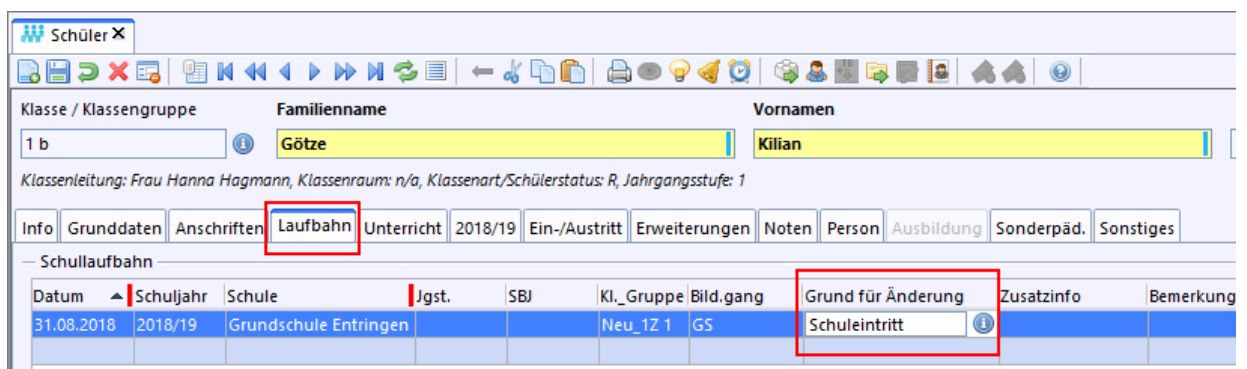 Schüler X
Klasse / Klassengruppe Familienname Vornamen
1 b Götze Kilian
Klassenleitung: Frau Hanna Hagmann, Klassenraum: n/a, Klassenart/Schülerstatus: R, Jahrgangsstufe: 1
Info Grunddaten Anschriften Laufbahn Unterricht 2018/19 Ein-/Austritt Erweiterungen Noten Person Ausbildung Sonderpäd. Sonstiges
Schullaufbahn
Datum Schuljahr Schule Jgst. SBJ Kl._Gruppe Bild.gang Grund für Änderung Zusatzinfo Bemerkung
31.08.2018 2018/19 Grundschule Entringen Neu_1Z 1 GS Schuleintritt